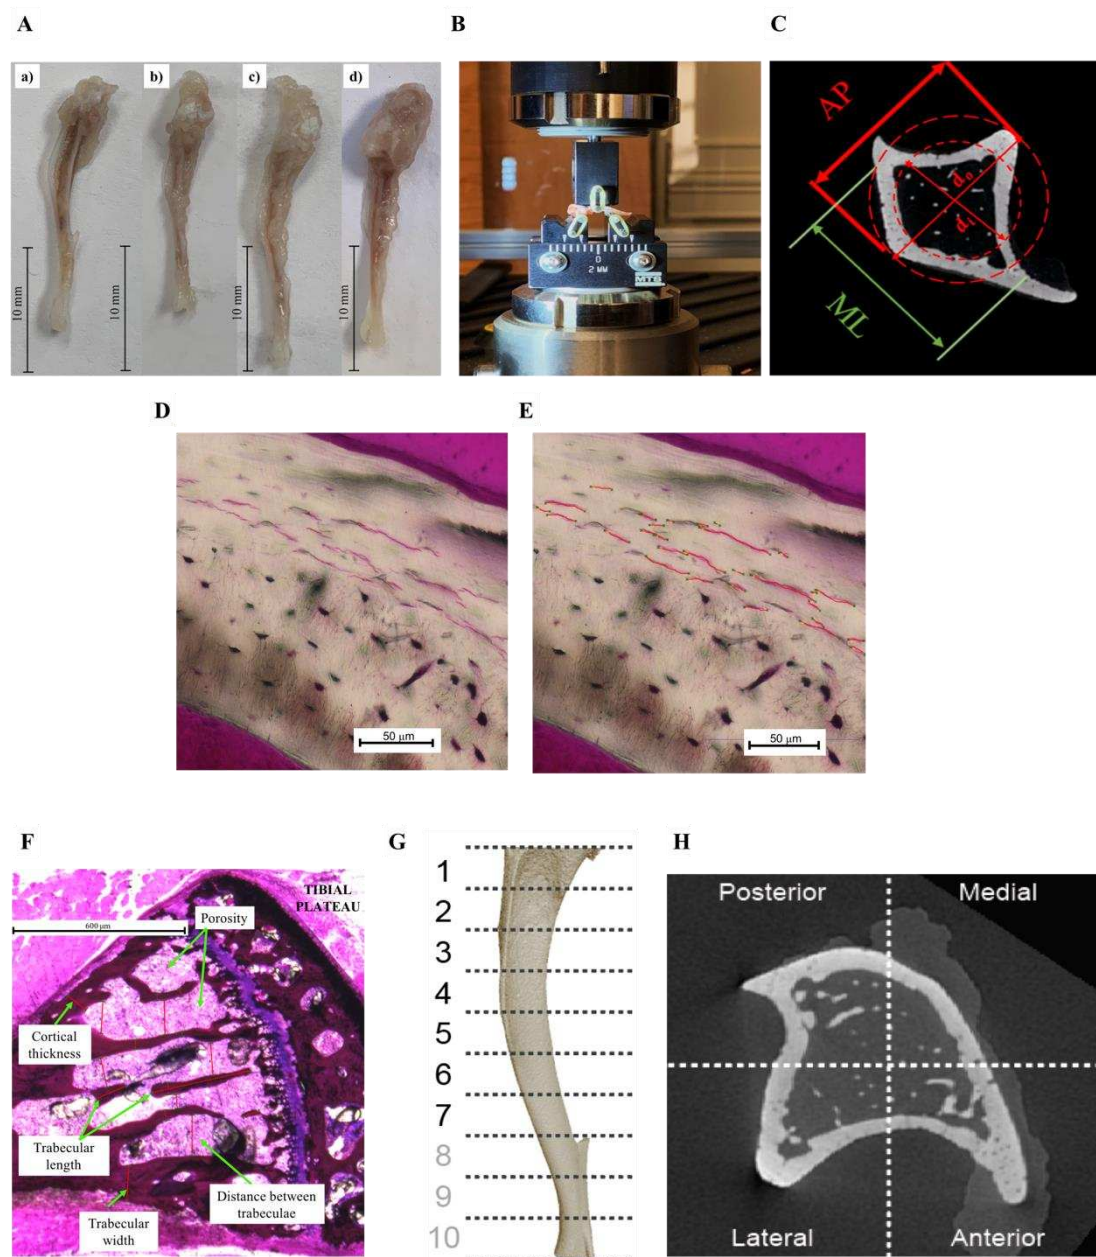 A
B
C
a)
b)
c)
d)
10 mm
10 mm
10 mm
10 mm
0
2 MM
MTS
AP
ML
d₀
dᵢ
D
E
50 µm
50 µm
F
G
H
TIBIAL
PLATEAU
600 µm
Porosity
Cortical
thickness
Trabecular
length
Trabecular
width
Distance between
trabeculae
1
2
3
4
5
6
7
8
9
10
Posterior
Medial
Lateral
Anterior